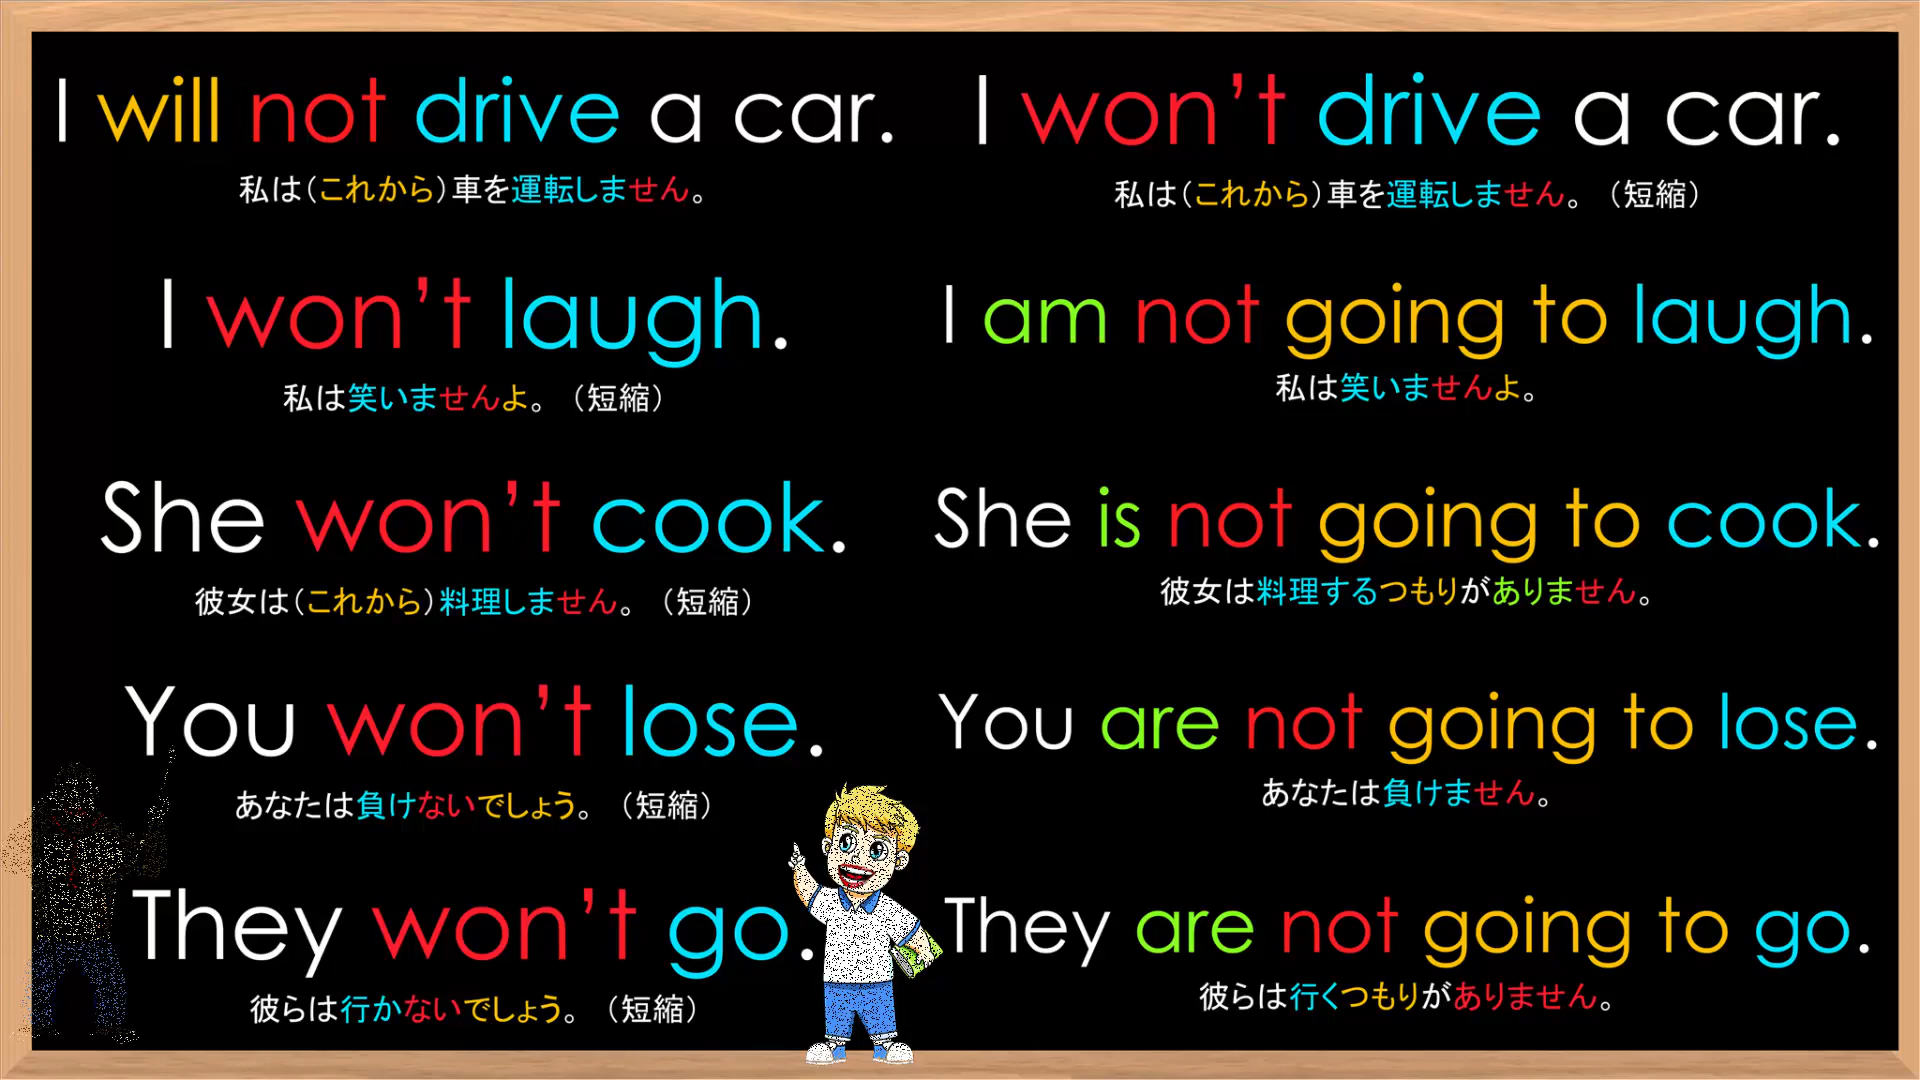 I will not drive a car.
私は(これから)車を運転しません。
I won't drive a car.
私は(これから)車を運転しません。(短縮)
I won't laugh.
私は笑いませんよ。(短縮)
I am not going to laugh.
私は笑いませんよ。
She won't cook.
彼女は(これから)料理しません。(短縮)
She is not going to cook.
彼女は料理するつもりがありません。
You won't lose.
あなたは負けないでしょう。(短縮)
You are not going to lose.
あなたは負けません。
They won't go.
彼らは行かないでしょう。(短縮)
They are not going to go.
彼らは行くつもりがありません。